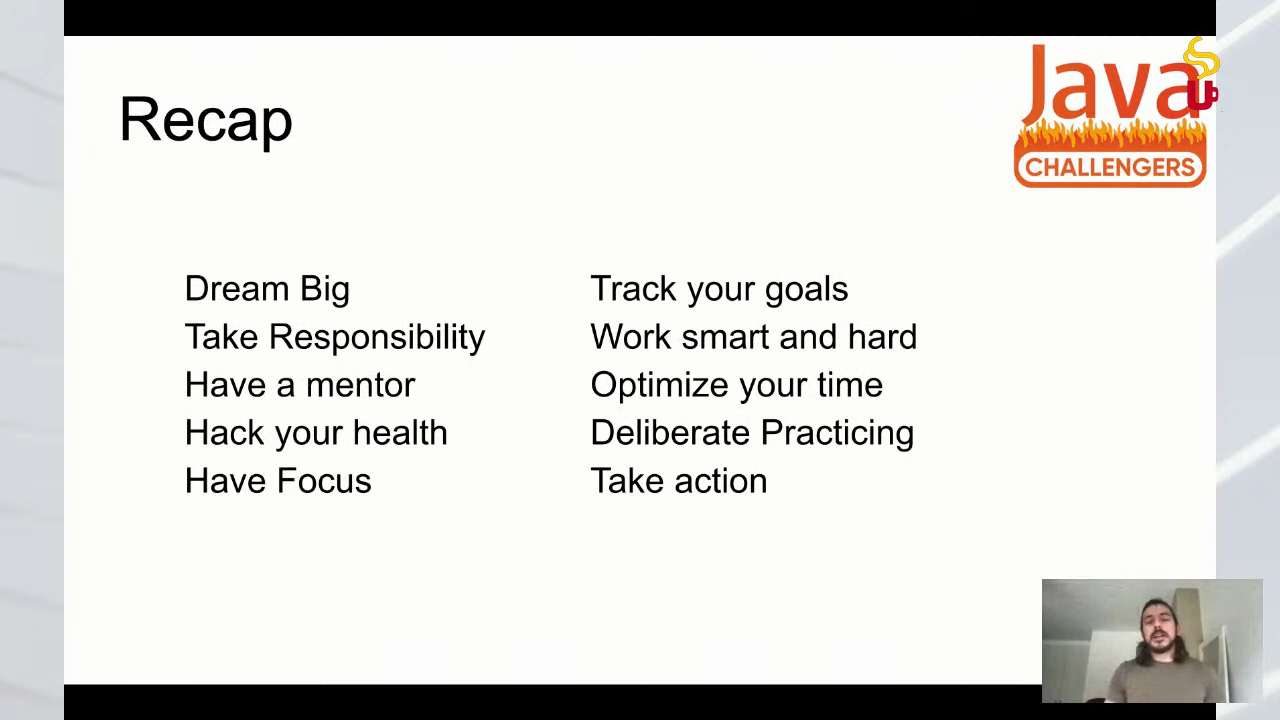 Recap
Java
CHALLENGERS
Dream Big
Take Responsibility
Have a mentor
Hack your health
Have Focus
Track your goals
Work smart and hard
Optimize your time
Deliberate Practicing
Take action